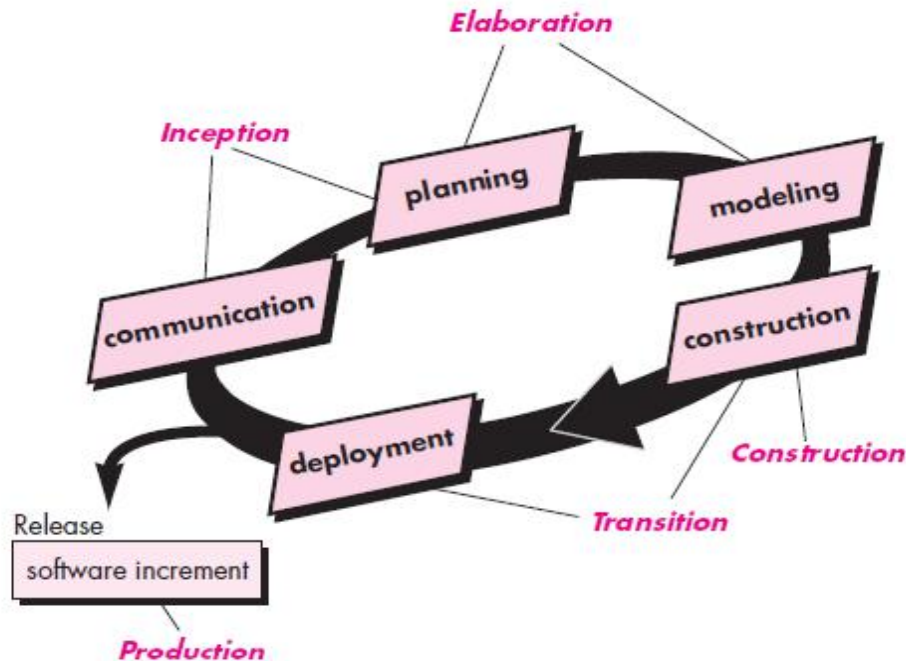 Elaboration
Inception
planning
modeling
communication
construction
deployment
Construction
Release
Transition
software increment
Production